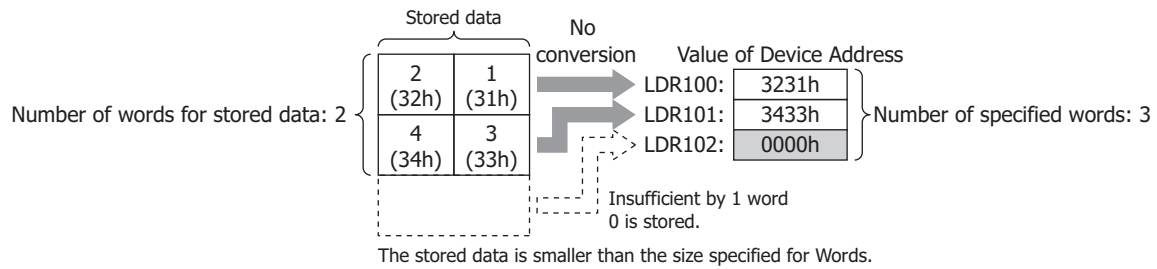 Stored data
No
conversion
Value of Device Address
Number of words for stored data: 2
2
(32h)
1
(31h)
4
(34h)
3
(33h)
LDR100:
3231h
LDR101:
3433h
LDR102:
0000h
Number of specified words: 3
Insufficient by 1 word
0 is stored.
The stored data is smaller than the size specified for Words.